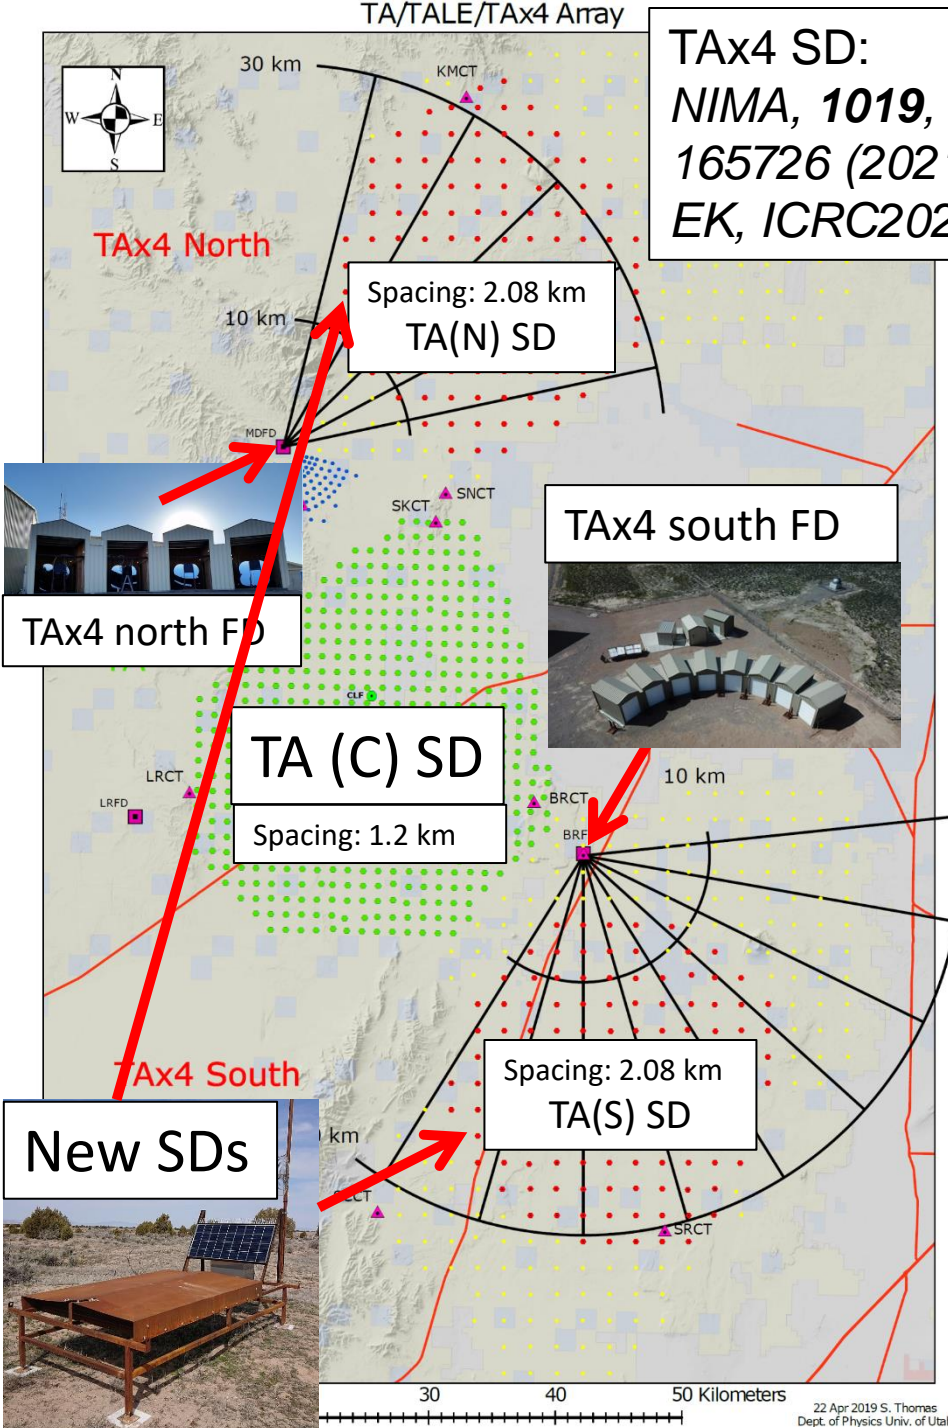 TA/TALE/TAx4 Array
TAx4 SD:
NIMA, 1019,
165726 (202
EK, ICRC202
30 km
KMCT
N
W
E
S
TAx4 North
Spacing: 2.08 km
TA(N) SD
10 km
MDFD
SNCT
SKCT
TAx4 south FD
TAx4 north FD
CLF
TA (C) SD
Spacing: 1.2 km
LRCT
LRFD
10 km
BRCT
BRF
TAx4 South
Spacing: 2.08 km
TA(S) SD
New SDs
km
CT
SRCT
30
40
50 Kilometers
22 Apr 2019 S. Thomas
Dept. of Physics Univ. of Utah